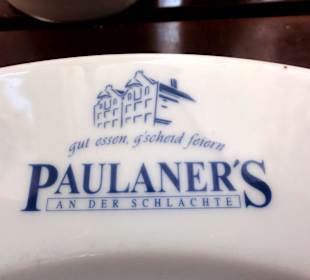 gut essen, g'scheid feiern
PAULANER'S
AN DER SCHLACHTE